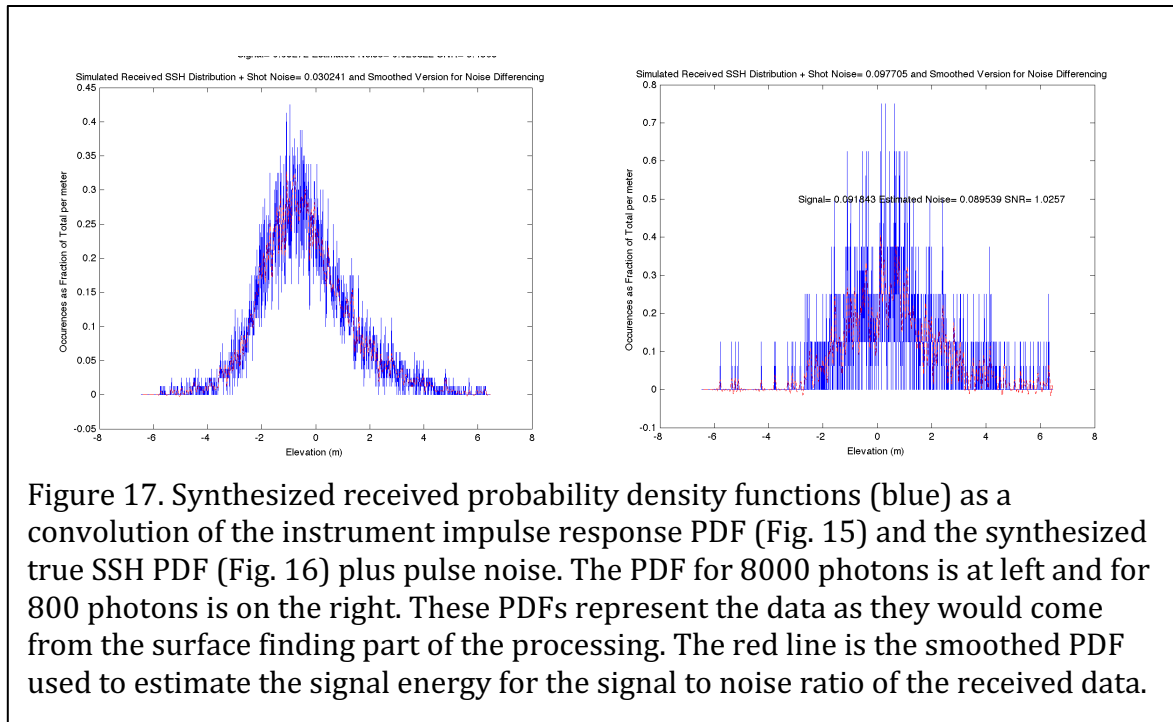 Simulated Received SSH Distribution + Shot Noise= 0.030241 and Smoothed Version for Noise Differencing
0.45
0.4
0.35
0.3
0.25
0.2
0.15
0.1
0.05
0
-0.05
Occurences as Fraction of Total per meter
-8 -6 -4 -2 0 2 4 6 8
Elevation (m)
Simulated Received SSH Distribution + Shot Noise= 0.097705 and Smoothed Version for Noise Differencing
0.8
0.7
0.6
0.5
0.4
0.3
0.2
0.1
0
-0.1
Occurences as Fraction of Total per meter
Signal= 0.091843 Estimated Noise= 0.089539 SNR= 1.0257
-8 -6 -4 -2 0 2 4 6 8
Elevation (m)
Figure 17. Synthesized received probability density functions (blue) as a
convolution of the instrument impulse response PDF (Fig. 15) and the synthesized
true SSH PDF (Fig. 16) plus pulse noise. The PDF for 8000 photons is at left and for
800 photons is on the right. These PDFs represent the data as they would come
from the surface finding part of the processing. The red line is the smoothed PDF
used to estimate the signal energy for the signal to noise ratio of the received data.